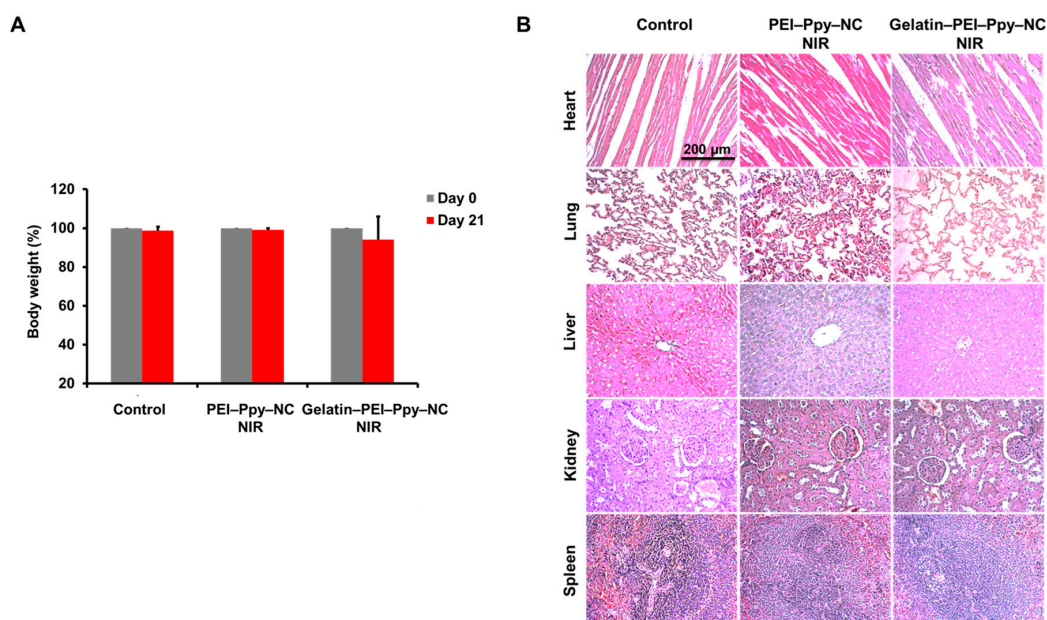 A
Body weight (%)
120
100
80
60
40
20
Day 0
Day 21
Control
PEI–Ppy–NC
NIR
Gelatin–PEI–Ppy–NC
NIR
B
Control
PEI–Ppy–NC
NIR
Gelatin–PEI–Ppy–NC
NIR
Heart
200 µm
Lung
Liver
Kidney
Spleen